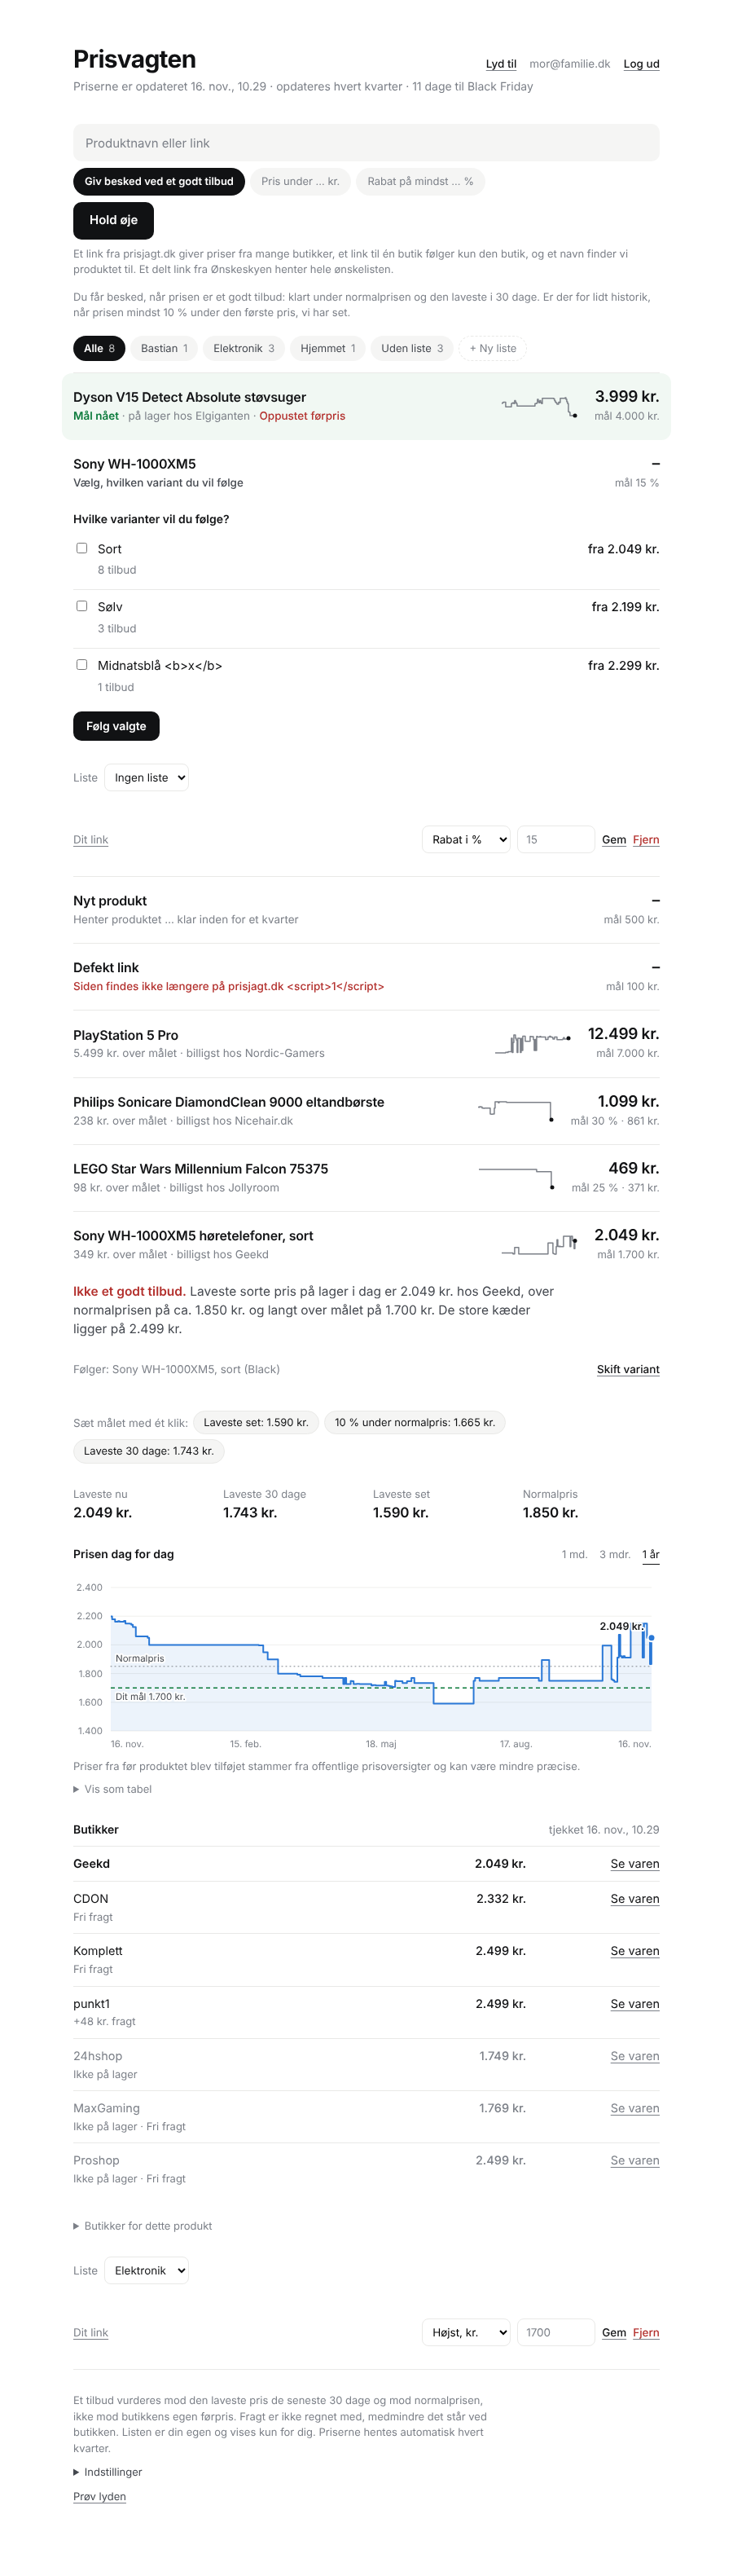 Prisvagten
Lyd til mor@familie.dk Log ud
Priserne er opdateret 16. nov., 10.29 · opdateres hvert kvarter · 11 dage til Black Friday
Produktnavn eller link
Giv besked ved et godt tilbud Pris under ... kr. Rabat på mindst ... %
Hold øje
Et link fra prisjagt.dk giver priser fra mange butikker, et link til én butik følger kun den butik, og et navn finder vi
produktet til. Et delt link fra Ønskeskyen henter hele ønskelisten.
Du får besked, når prisen er et godt tilbud: klart under normalprisen og den laveste i 30 dage. Er der for lidt historik,
når prisen mindst 10 % under den første pris, vi har set.
Alle 8 Bastian 1 Elektronik 3 Hjemmet 1 Uden liste 3 + Ny liste
Dyson V15 Detect Absolute støvsuger 3.999 kr.
Mål nået · på lager hos Elgiganten · Oppustet førpris mål 4.000 kr.
Sony WH-1000XM5 –
Vælg, hvilken variant du vil følge mål 15 %
Hvilke varianter vil du følge?
Sort fra 2.049 kr.
8 tilbud
Sølv fra 2.199 kr.
3 tilbud
Midnatsblå <b>x</b> fra 2.299 kr.
1 tilbud
Følg valgte
Liste Ingen liste
Dit link Rabat i % 15 Gem Fjern
Nyt produkt –
Henter produktet ... klar inden for et kvarter mål 500 kr.
Defekt link –
Siden findes ikke længere på prisjagt.dk <script>1</script> mål 100 kr.
PlayStation 5 Pro 12.499 kr.
5.499 kr. over målet · billigst hos Nordic-Gamers mål 7.000 kr.
Philips Sonicare DiamondClean 9000 eltandbørste 1.099 kr.
238 kr. over målet · billigst hos Nicehair.dk mål 30 % · 861 kr.
LEGO Star Wars Millennium Falcon 75375 469 kr.
98 kr. over målet · billigst hos Jollyroom mål 25 % · 371 kr.
Sony WH-1000XM5 høretelefoner, sort 2.049 kr.
349 kr. over målet · billigst hos Geekd mål 1.700 kr.
Ikke et godt tilbud. Laveste sorte pris på lager i dag er 2.049 kr. hos Geekd, over
normalprisen på ca. 1.850 kr. og langt over målet på 1.700 kr. De store kæder
ligger på 2.499 kr.
Følger: Sony WH-1000XM5, sort (Black) Skift variant
Sæt målet med ét klik: Laveste set: 1.590 kr. 10 % under normalpris: 1.665 kr.
Laveste 30 dage: 1.743 kr.
Laveste nu Laveste 30 dage Laveste set Normalpris
2.049 kr. 1.743 kr. 1.590 kr. 1.850 kr.
Prisen dag for dag 1 md. 3 mdr. 1 år
2.400
2.200
2.049 kr.
2.000
Normalpris
1.800
Dit mål 1.700 kr.
1.600
1.400
16. nov. 15. feb. 18. maj 17. aug. 16. nov.
Priser fra før produktet blev tilføjet stammer fra offentlige prisoversigter og kan være mindre præcise.
Vis som tabel
Butikker tjekket 16. nov., 10.29
Geekd 2.049 kr. Se varen
CDON 2.332 kr. Se varen
Fri fragt
Komplett 2.499 kr. Se varen
Fri fragt
punkt1 2.499 kr. Se varen
+48 kr. fragt
24hshop 1.749 kr. Se varen
Ikke på lager
MaxGaming 1.769 kr. Se varen
Ikke på lager · Fri fragt
Proshop 2.499 kr. Se varen
Ikke på lager · Fri fragt
Butikker for dette produkt
Liste Elektronik
Dit link Højst, kr. 1700 Gem Fjern
Et tilbud vurderes mod den laveste pris de seneste 30 dage og mod normalprisen,
ikke mod butikkens egen førpris. Fragt er ikke regnet med, medmindre det står ved
butikken. Listen er din egen og vises kun for dig. Priserne hentes automatisk hvert
kvarter.
Indstillinger
Prøv lyden